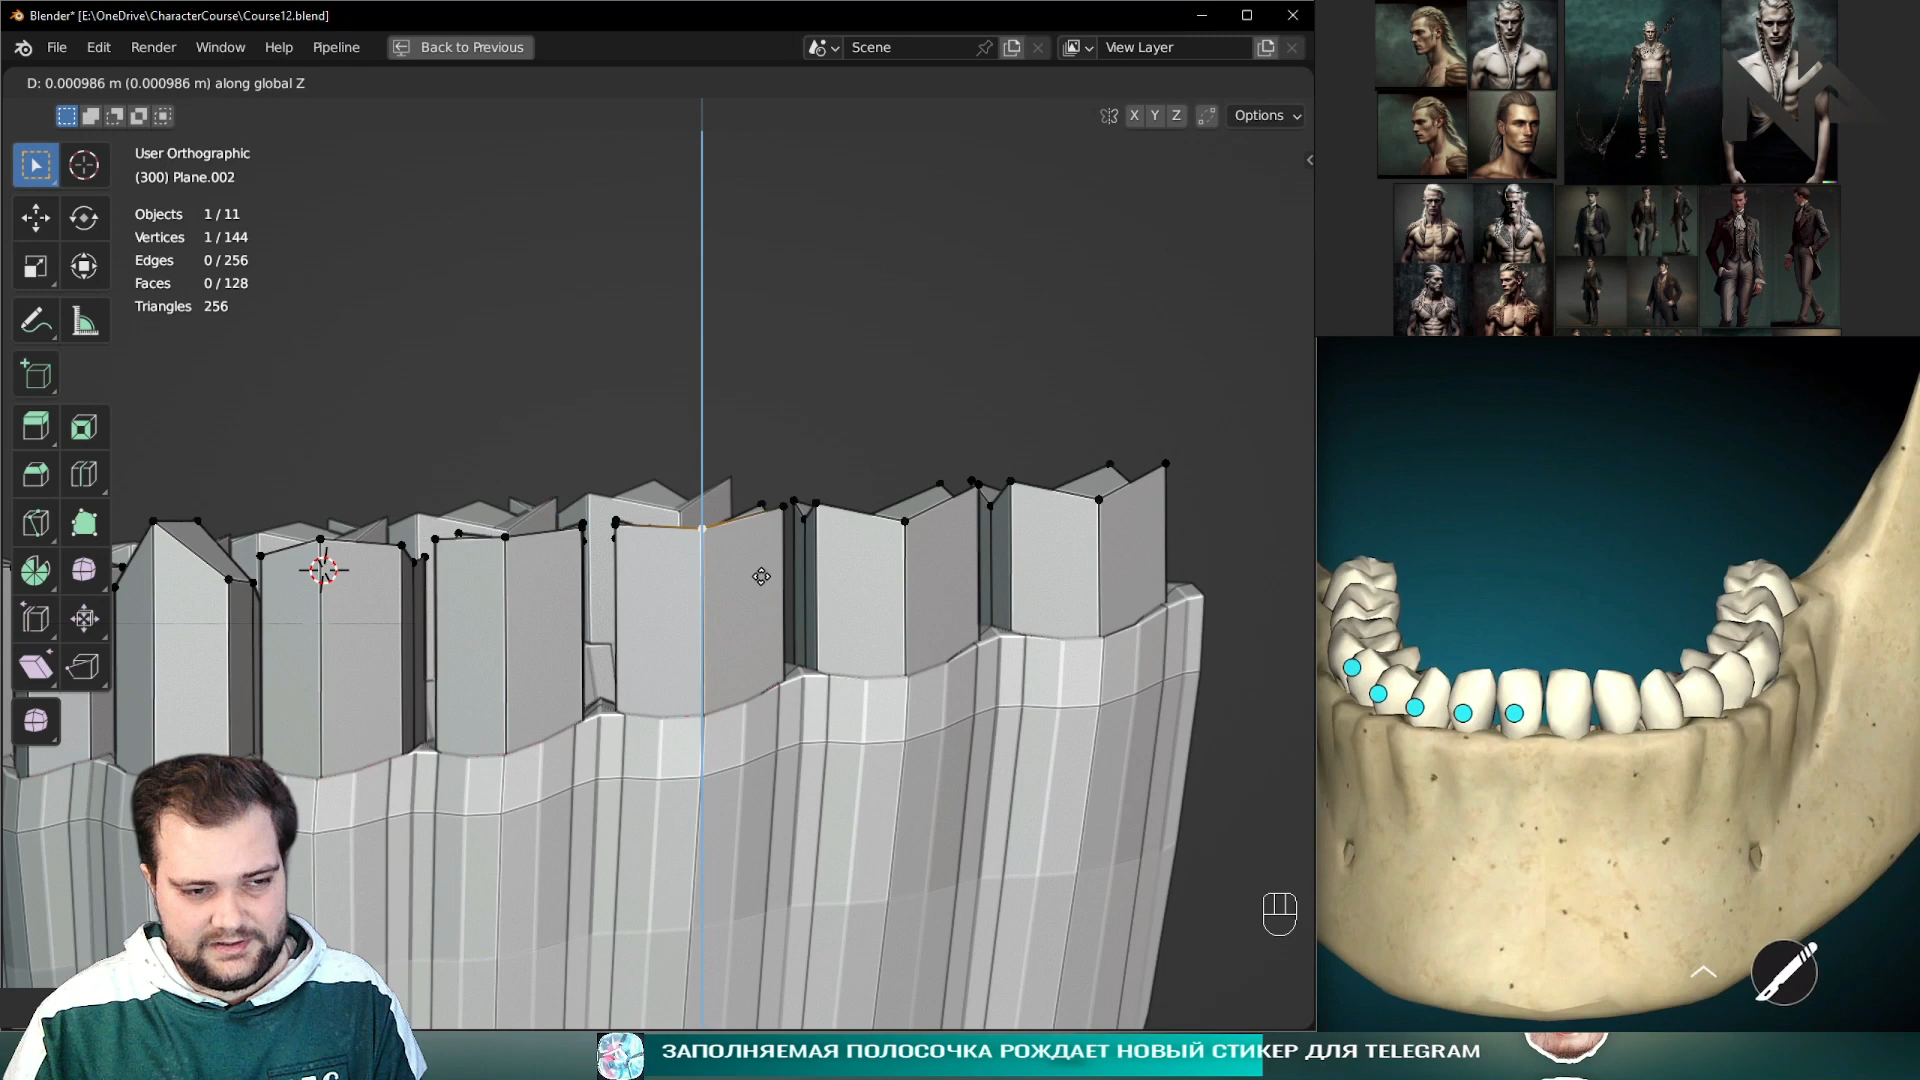 Blender* [E:\OneDrive\CharacterCourse\Course12.blend]
File Edit Render Window Help Pipeline Back to Previous Scene View Layer
D: 0.000986 m (0.000986 m) along global Z
X Y Z Options
User Orthographic
(300) Plane.002
Objects 1 / 11
Vertices 1 / 144
Edges 0 / 256
Faces 0 / 128
Triangles 256
ЗАПОЛНЯЕМАЯ ПОЛОСОЧКА РОЖДАЕТ НОВЫЙ СТИКЕР ДЛЯ TELEGRAM